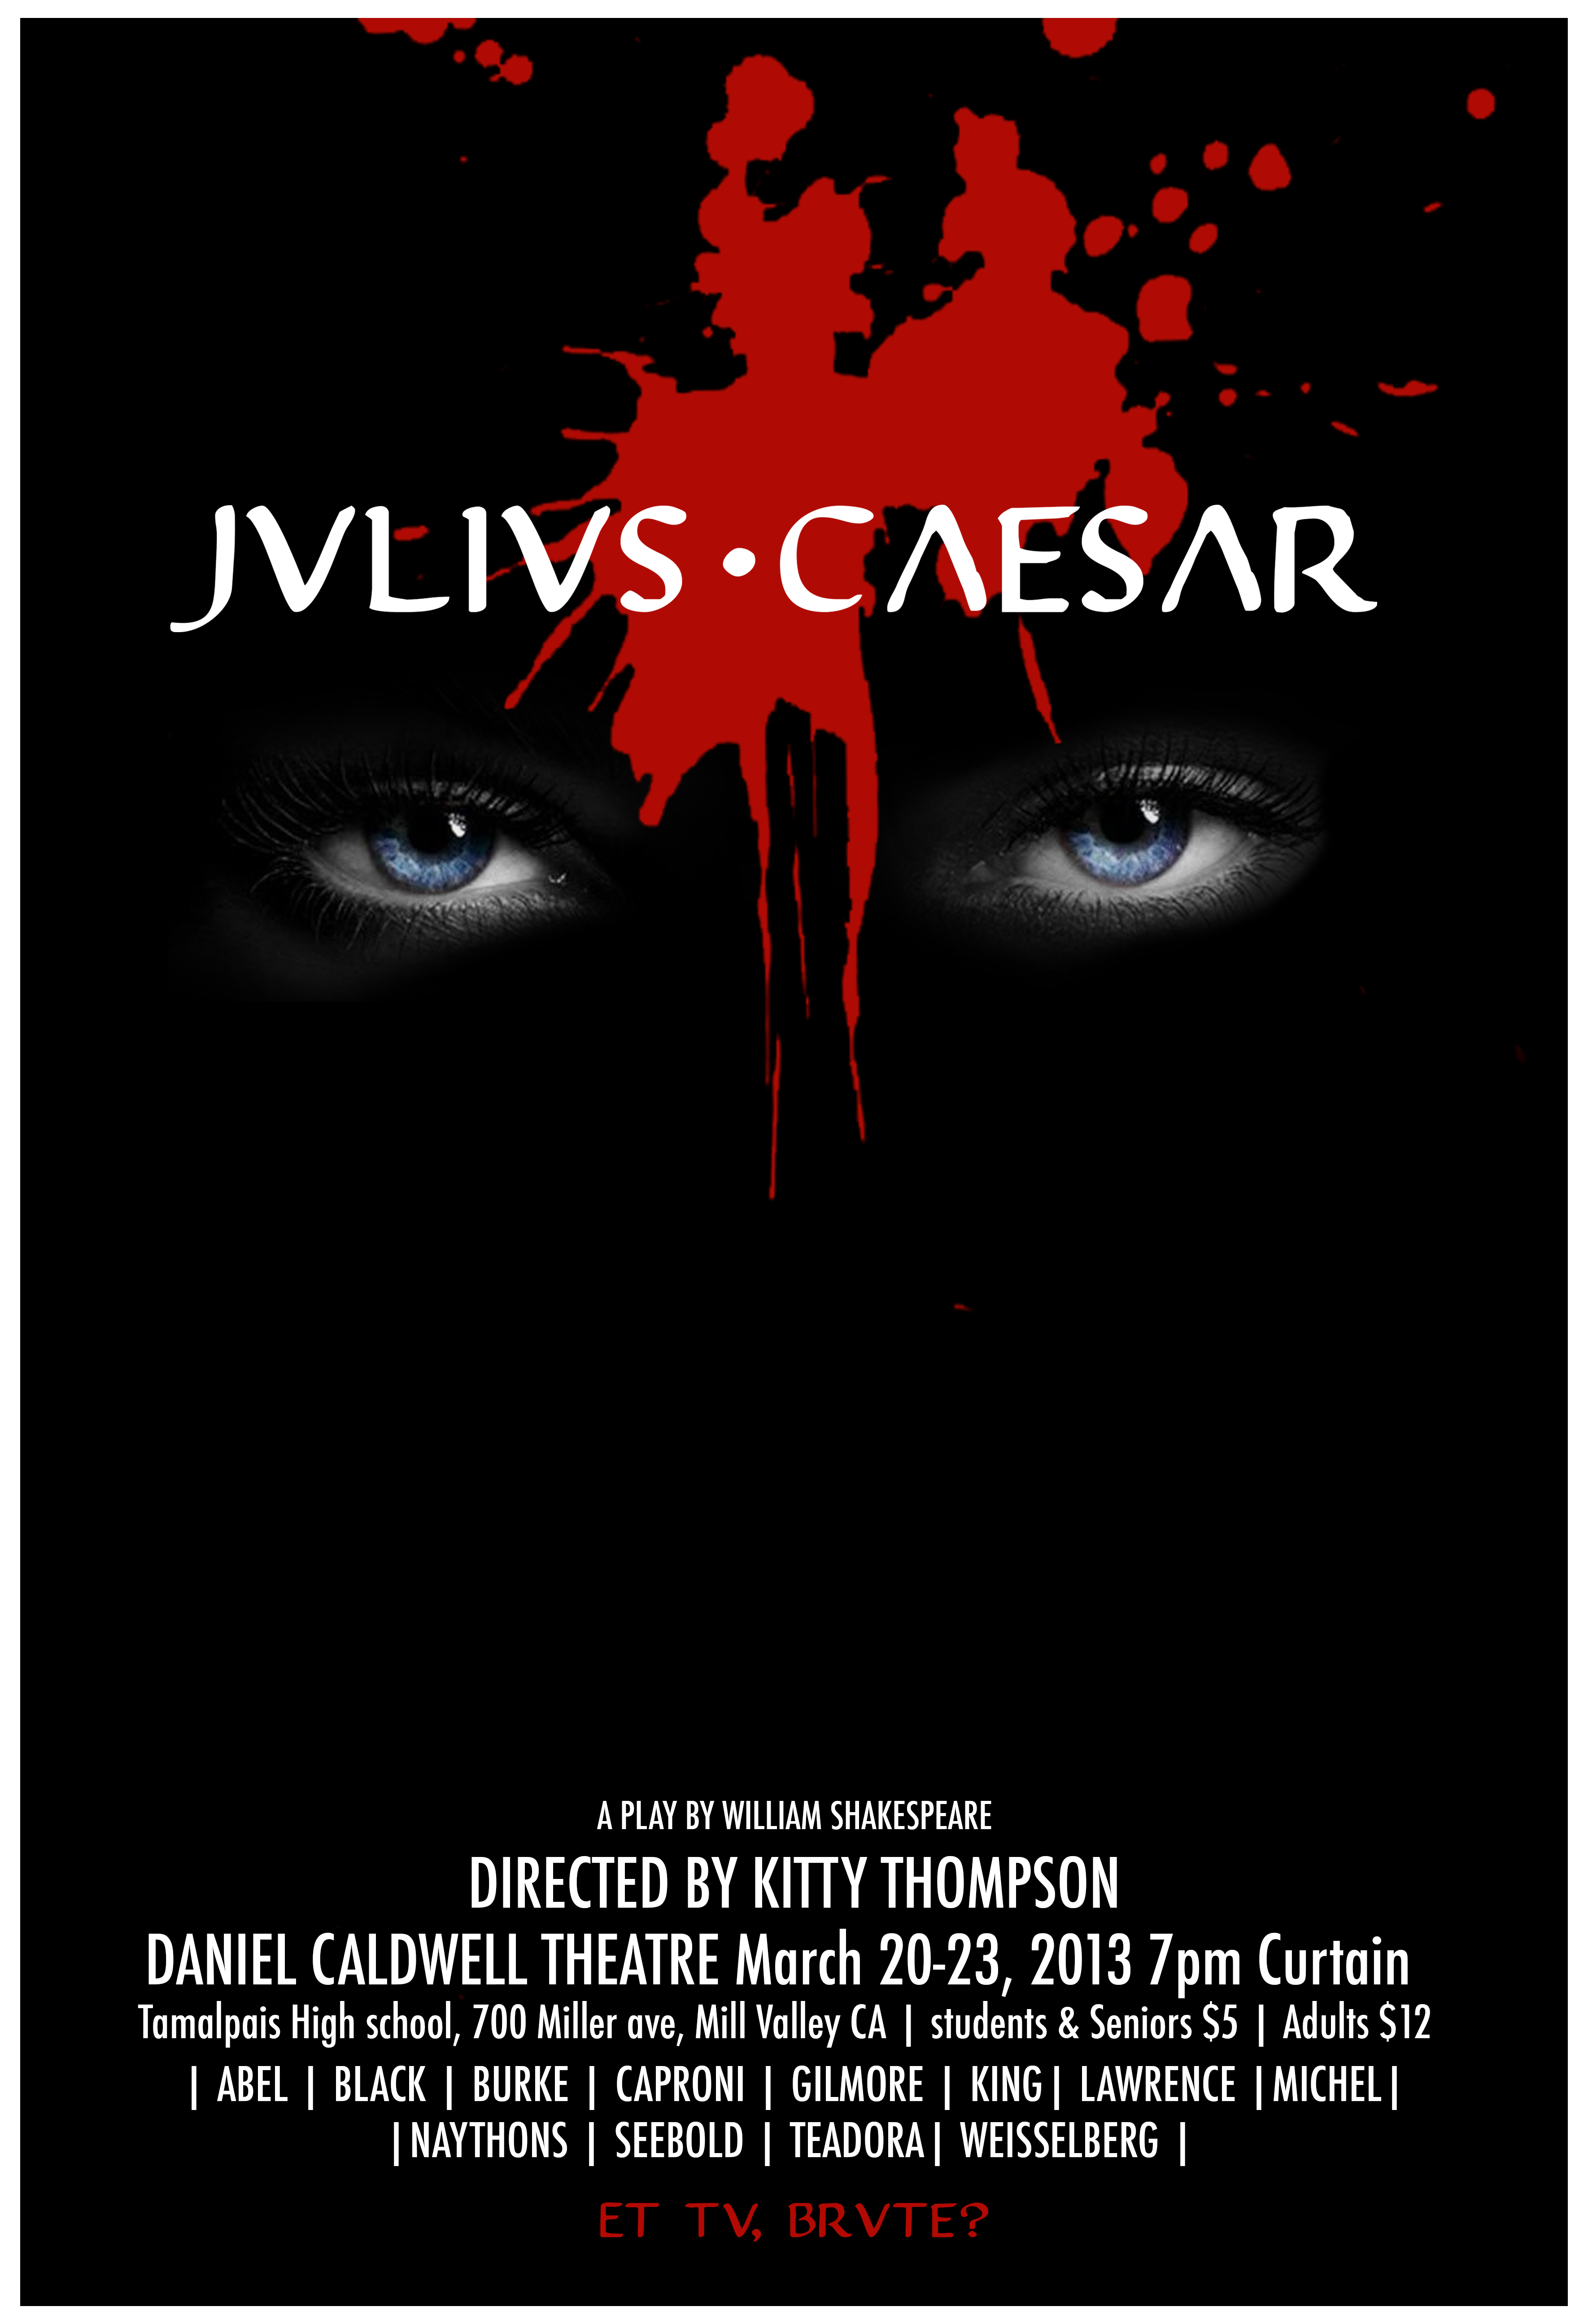 JVLIVS · CAESAR
A PLAY BY WILLIAM SHAKESPEARE
DIRECTED BY KITTY THOMPSON
DANIEL CALDWELL THEATRE March 20-23, 2013 7pm Curtain
Tamalpais High school, 700 Miller ave, Mill Valley CA | students & Seniors $5 | Adults $12
| ABEL | BLACK | BURKE | CAPRONI | GILMORE | KING | LAWRENCE | MICHEL |
| NAYTHONS | SEEBOLD | TEADORA | WEISSELBERG |
ET TV, BRVTE?